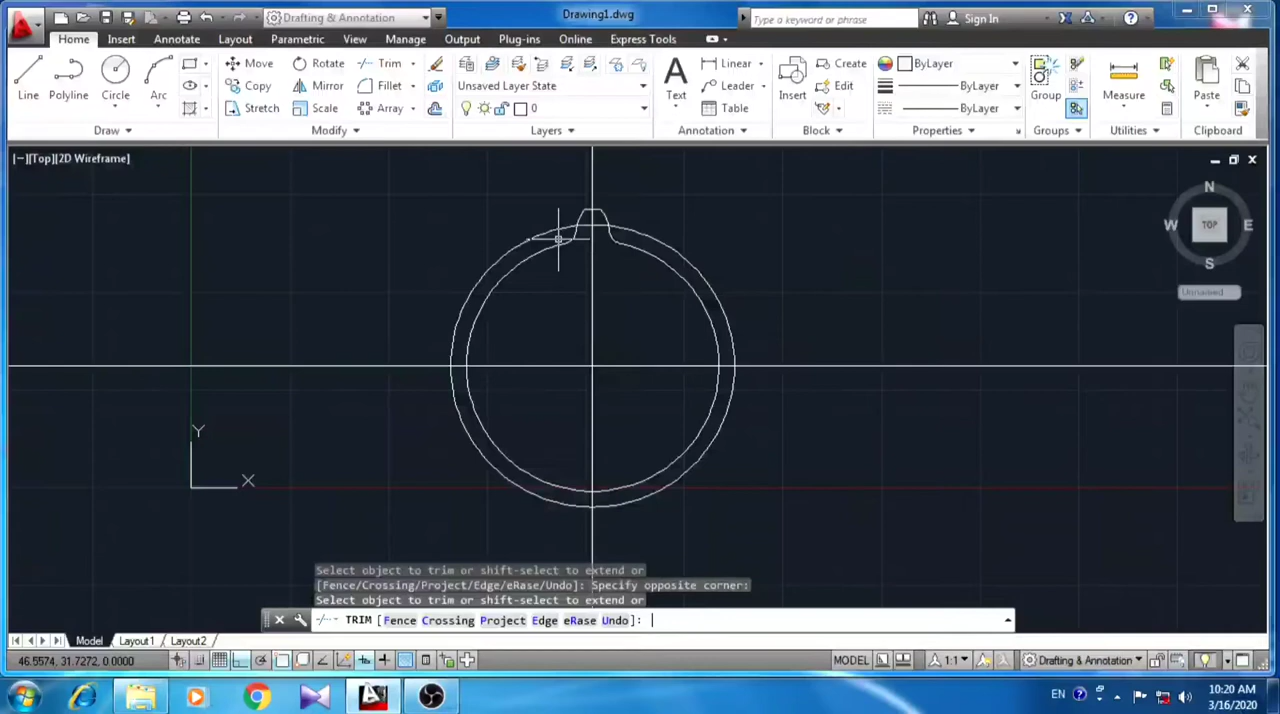 Drafting & Annotation
Drawing1.dwg
Type a keyword or phrase
Sign In
Home Insert Annotate Layout Parametric View Manage Output Plug-ins Online Express Tools
Line Polyline Circle Arc
Move Rotate Trim
Copy Mirror Fillet
Stretch Scale Array
Unsaved Layer State
0
Text
Linear
Leader
Table
Insert
Create
Edit
ByLayer
ByLayer
ByLayer
Group
Measure
Paste
Draw Modify Layers Annotation Block Properties Groups Utilities Clipboard
[−][Top][2D Wireframe]
N
W TOP E
S
Unnamed
Y
X
Select object to trim or shift-select to extend or
[Fence/Crossing/Project/Edge/eRase/Undo]: Specify opposite corner:
Select object to trim or shift-select to extend or
TRIM [Fence Crossing Project Edge eRase Undo]:
Model Layout1 Layout2
46.5574, 31.7272, 0.0000
MODEL
1:1
Drafting & Annotation
EN
10:20 AM
3/16/2020